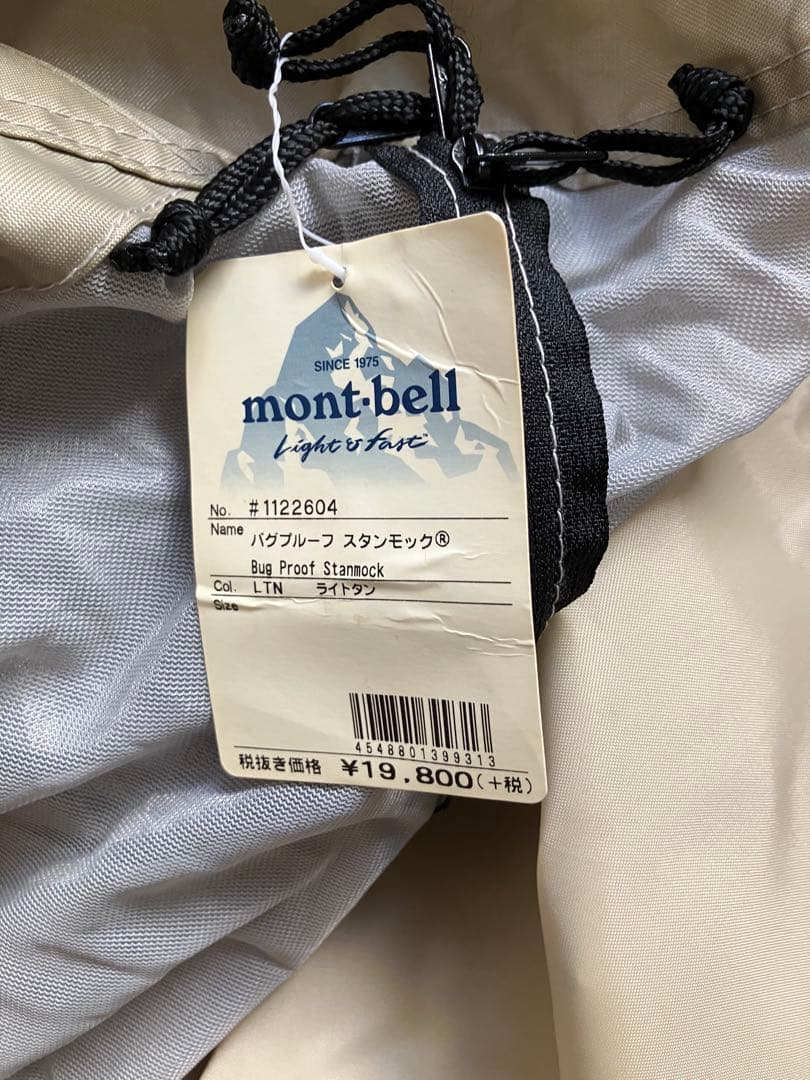 SINCE 1975
mont-bell
Light & Fast™
No. #1122604
Name バグプルーフ スタンモック®
Bug Proof Stanmock
Col. LTN ライトタン
Size
4548801399313
税抜き価格 ¥19,800(+税)